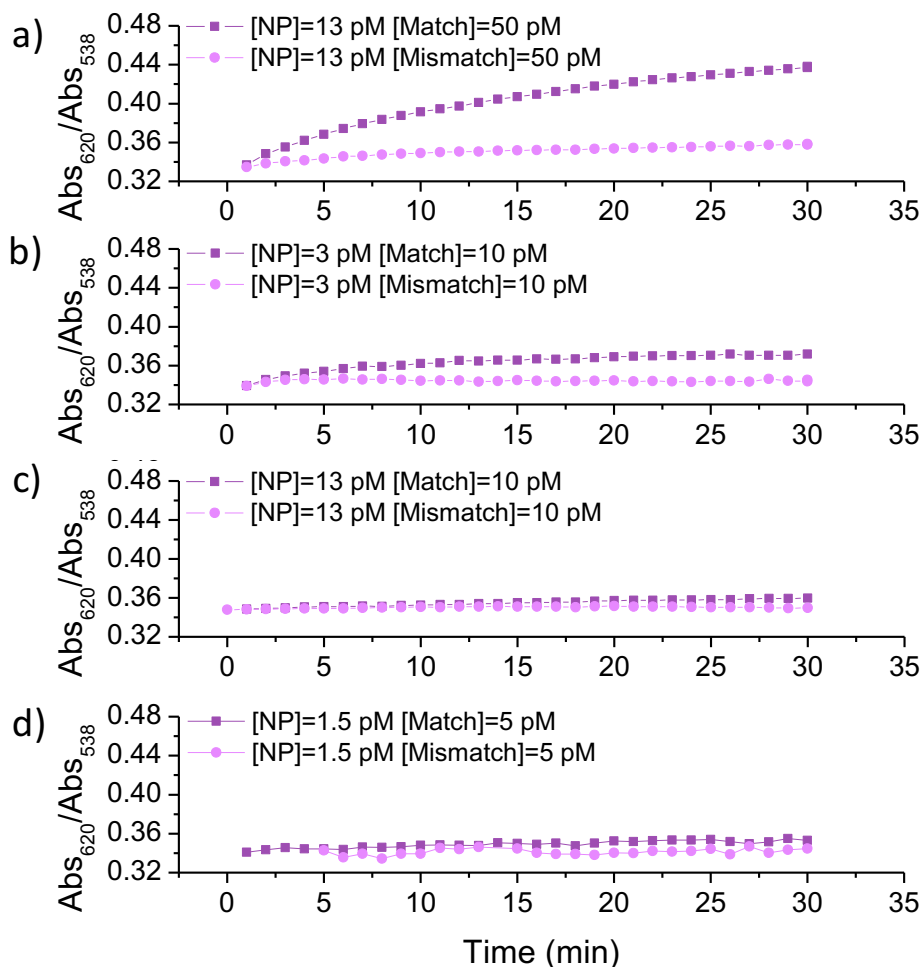 a)
[NP]=13 pM [Match]=50 pM
[NP]=13 pM [Mismatch]=50 pM
0.48
0.44
0.40
0.36
0.32
Abs620/Abs538
0 5 10 15 20 25 30 35
b)
[NP]=3 pM [Match]=10 pM
[NP]=3 pM [Mismatch]=10 pM
0.48
0.44
0.40
0.36
0.32
Abs620/Abs538
0 5 10 15 20 25 30 35
c)
[NP]=13 pM [Match]=10 pM
[NP]=13 pM [Mismatch]=10 pM
0.48
0.44
0.40
0.36
0.32
Abs620/Abs538
0 5 10 15 20 25 30 35
d)
[NP]=1.5 pM [Match]=5 pM
[NP]=1.5 pM [Mismatch]=5 pM
0.48
0.44
0.40
0.36
0.32
Abs620/Abs538
0 5 10 15 20 25 30 35
Time (min)